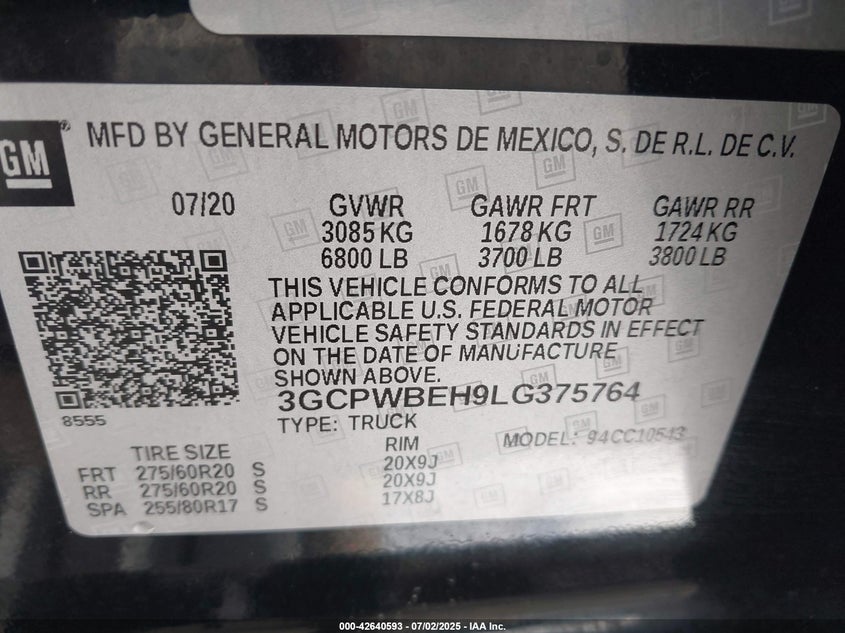 GM
MFD BY GENERAL MOTORS DE MEXICO, S. DE R.L. DE C.V.
07/20 GVWR GAWR FRT GAWR RR
3085 KG 1678 KG 1724 KG
6800 LB 3700 LB 3800 LB
THIS VEHICLE CONFORMS TO ALL
APPLICABLE U.S. FEDERAL MOTOR
VEHICLE SAFETY STANDARDS IN EFFECT
ON THE DATE OF MANUFACTURE
SHOWN ABOVE.
3GCPWBEH9LG375764
8555
TYPE: TRUCK
TIRE SIZE RIM MODEL: 94CC10543
FRT 275/60R20 S 20X9J
RR 275/60R20 S 20X9J
SPA 255/80R17 S 17X8J
000-42640593 - 07/02/2025 - IAA Inc.